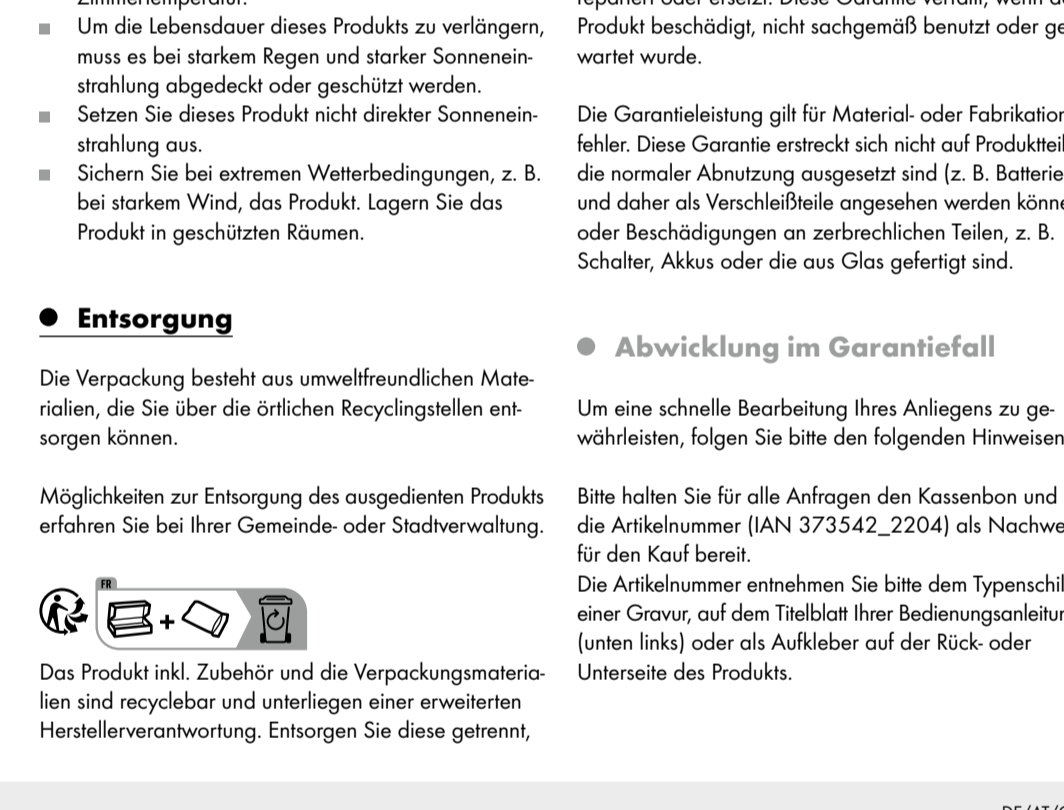 Um die Lebensdauer dieses Produkts zu verlängern,
muss es bei starkem Regen und starker Sonnenein-
strahlung abgedeckt oder geschützt werden.
Setzen Sie dieses Produkt nicht direkter Sonnenein-
strahlung aus.
Sichern Sie bei extremen Wetterbedingungen, z. B.
bei starkem Wind, das Produkt. Lagern Sie das
Produkt in geschützten Räumen.
Entsorgung
Die Verpackung besteht aus umweltfreundlichen Mate-
rialien, die Sie über die örtlichen Recyclingstellen ent-
sorgen können.
Möglichkeiten zur Entsorgung des ausgedienten Produkts
erfahren Sie bei Ihrer Gemeinde- oder Stadtverwaltung.
FR
+
Das Produkt inkl. Zubehör und die Verpackungsmateria-
lien sind recyclebar und unterliegen einer erweiterten
Herstellerverantwortung. Entsorgen Sie diese getrennt,
Produkt beschädigt, nicht sachgemäß benutzt oder ge
wartet wurde.
Die Garantieleistung gilt für Material- oder Fabrikation
fehler. Diese Garantie erstreckt sich nicht auf Produktteil
die normaler Abnutzung ausgesetzt sind (z. B. Batterie
und daher als Verschleißteile angesehen werden könne
oder Beschädigungen an zerbrechlichen Teilen, z. B.
Schalter, Akkus oder die aus Glas gefertigt sind.
Abwicklung im Garantiefall
Um eine schnelle Bearbeitung Ihres Anliegens zu ge-
währleisten, folgen Sie bitte den folgenden Hinweisen
Bitte halten Sie für alle Anfragen den Kassenbon und
die Artikelnummer (IAN 373542_2204) als Nachwe
für den Kauf bereit.
Die Artikelnummer entnehmen Sie bitte dem Typenschil
einer Gravur, auf dem Titelblatt Ihrer Bedienungsanleitur
(unten links) oder als Aufkleber auf der Rück- oder
Unterseite des Produkts.